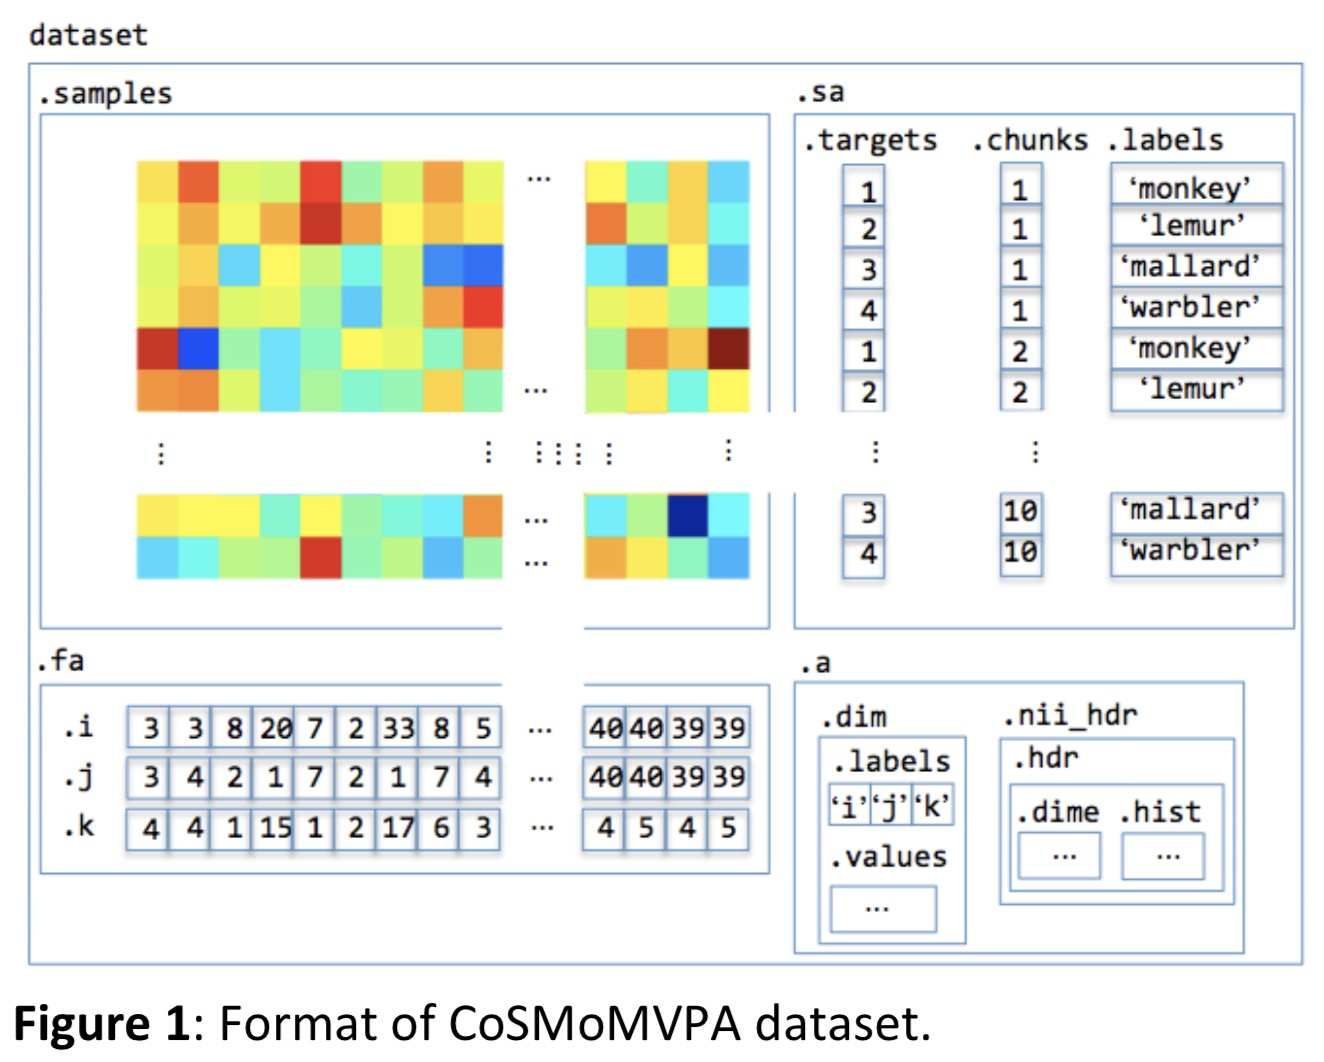 dataset
.samples
.sa
.targets .chunks .labels
1 1 ‘monkey’
...
2 1 ‘lemur’
3 1 ‘mallard’
4 1 ‘warbler’
1 2 ‘monkey’
2 2 ‘lemur’
...
3 10 ‘mallard’
...
4 10 ‘warbler’
...
.fa
.i 3 3 8 20 7 2 33 8 5 ... 40 40 39 39
.j 3 4 2 1 7 2 1 7 4 ... 40 40 39 39
.k 4 4 1 15 1 2 17 6 3 ... 4 5 4 5
.a
.dim
.labels
‘i’ ‘j’ ‘k’
.values
...
.nii_hdr
.hdr
.dime .hist
... ...
Figure 1: Format of CoSMoMVPA dataset.